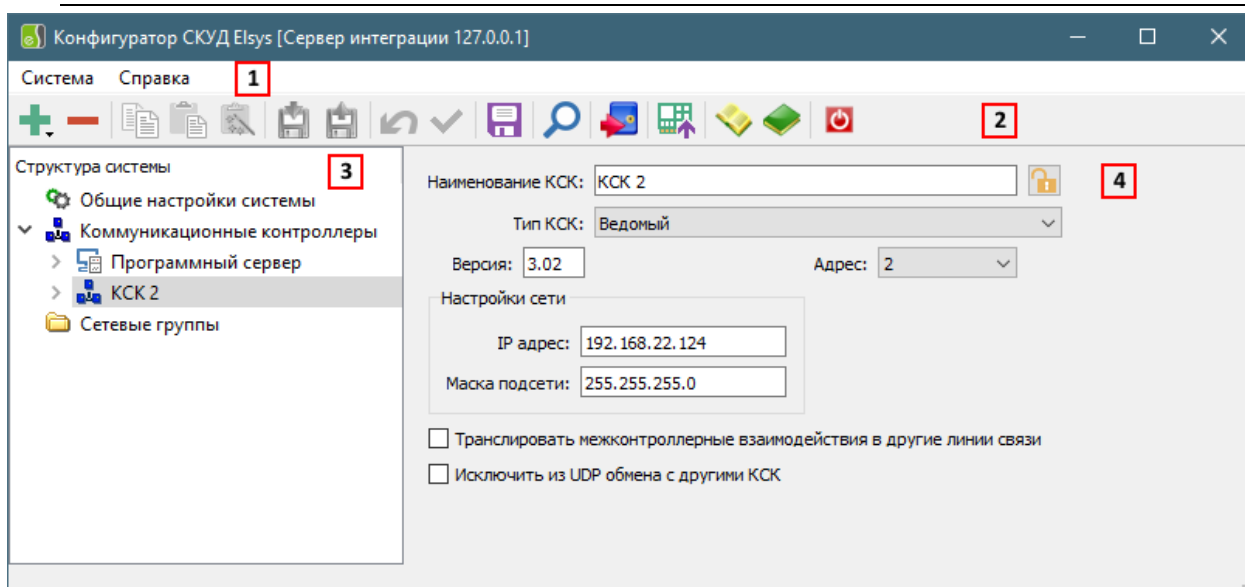 Конфигуратор СКУД Elsys [Сервер интеграции 127.0.0.1]
Система Справка 1
2
Структура системы 3
Общие настройки системы
Коммуникационные контроллеры
Программный сервер
КСК 2
Сетевые группы
Наименование КСК: КСК 2 4
Тип КСК: Ведомый
Версия: 3.02 Адрес: 2
Настройки сети
IP адрес: 192.168.22.124
Маска подсети: 255.255.255.0
Транслировать межконтроллерные взаимодействия в другие линии связи
Исключить из UDP обмена с другими КСК